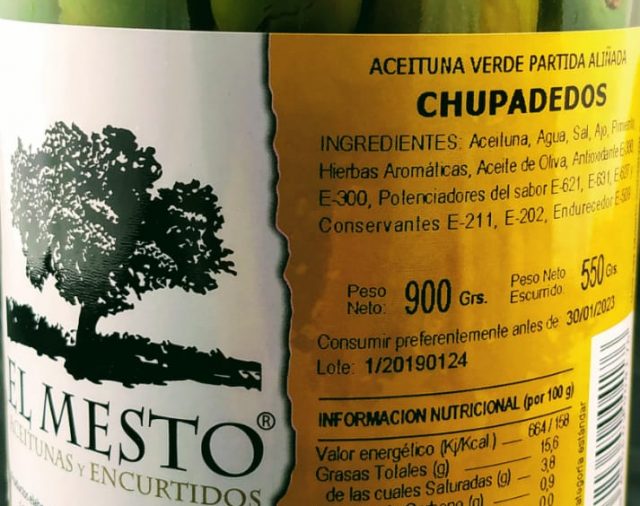 EL MESTO®
ACEITUNAS Y ENCURTIDOS
ACEITUNA VERDE PARTIDA ALIÑADA
CHUPADEDOS
INGREDIENTES: Aceituna, Agua, Sal, Ajo,
Hierbas Aromáticas, Aceite de Oliva, Antioxidante
E-300, Potenciadores del sabor E-621, E-631,
Conservantes E-211, E-202, Endurecedor
Peso Neto: 900 Grs.
Peso Neto Escurrido: 550 Grs
Consumir preferentemente antes de: 30/01/2023
Lote: 1/20190124
INFORMACION NUTRICIONAL (por 100 g)
Valor energético (Kj/Kcal) — 664/158
Grasas Totales (g) — 15,6
de las cuales Saturadas (g) — 3,8
0,9
0,5